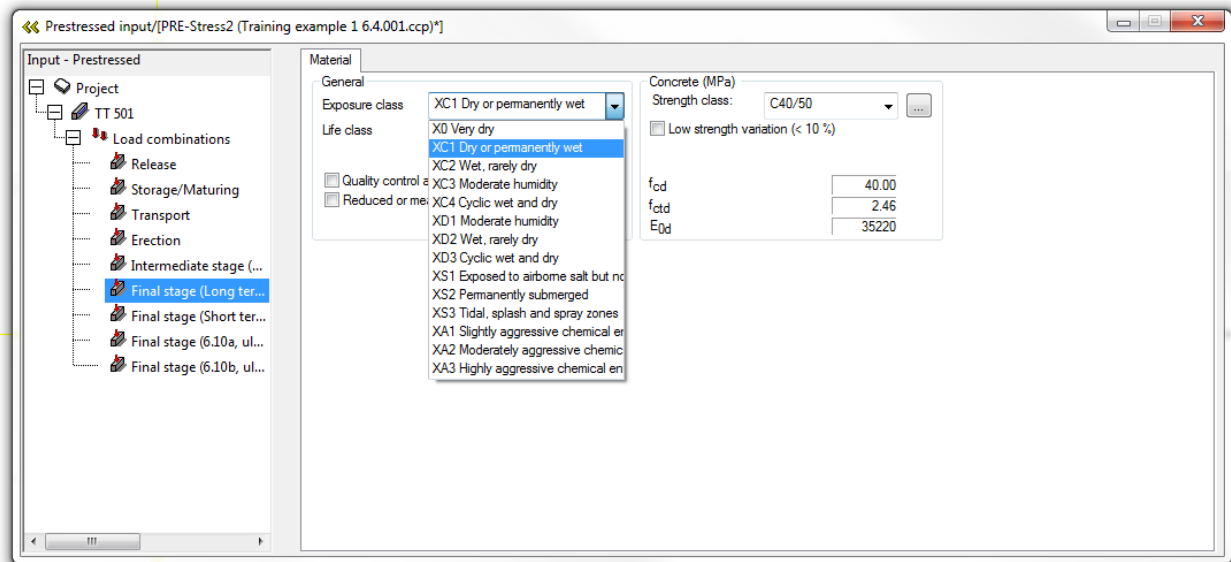 Prestressed input/[PRE-Stress2 (Training example 1 6.4.001.ccp)*]
Input - Prestressed
Project
TT 501
Load combinations
Release
Storage/Maturing
Transport
Erection
Intermediate stage (...
Final stage (Long ter...
Final stage (Short ter...
Final stage (6.10a, ul...
Final stage (6.10b, ul...
Material
General
Exposure class XC1 Dry or permanently wet
Life class
X0 Very dry
XC1 Dry or permanently wet
XC2 Wet, rarely dry
Quality control a
XC3 Moderate humidity
Reduced or mea
XC4 Cyclic wet and dry
XD1 Moderate humidity
XD2 Wet, rarely dry
XD3 Cyclic wet and dry
XS1 Exposed to airborne salt but no
XS2 Permanently submerged
XS3 Tidal, splash and spray zones
XA1 Slightly aggressive chemical en
XA2 Moderately aggressive chemic
XA3 Highly aggressive chemical en
Concrete (MPa)
Strength class: C40/50 ...
Low strength variation (< 10 %)
fcd 40.00
fctd 2.46
E0d 35220